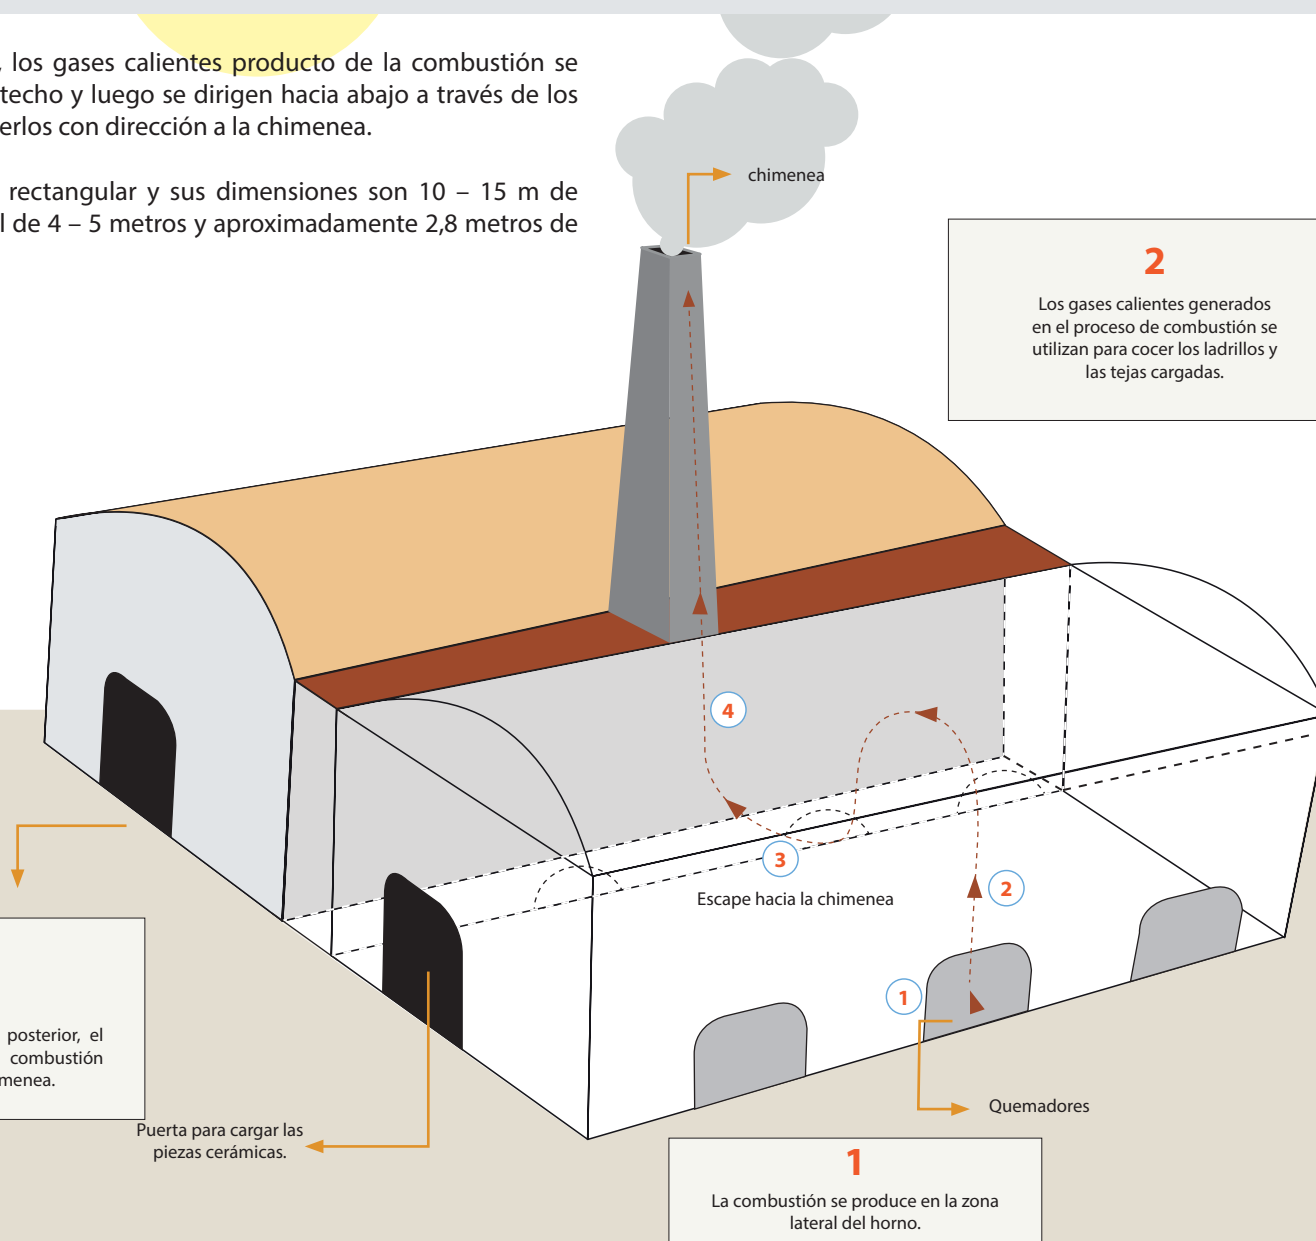 , los gases calientes producto de la combustión se
techo y luego se dirigen hacia abajo a través de los
erlos con dirección a la chimenea.
rectangular y sus dimensiones son 10 – 15 m de
l de 4 – 5 metros y aproximadamente 2,8 metros de
chimenea
2
Los gases calientes generados
en el proceso de combustión se
utilizan para cocer los ladrillos y
las tejas cargadas.
4
3
Escape hacia la chimenea
2
1
posterior, el
combustión
menea.
Puerta para cargar las
piezas cerámicas.
Quemadores
1
La combustión se produce en la zona
lateral del horno.